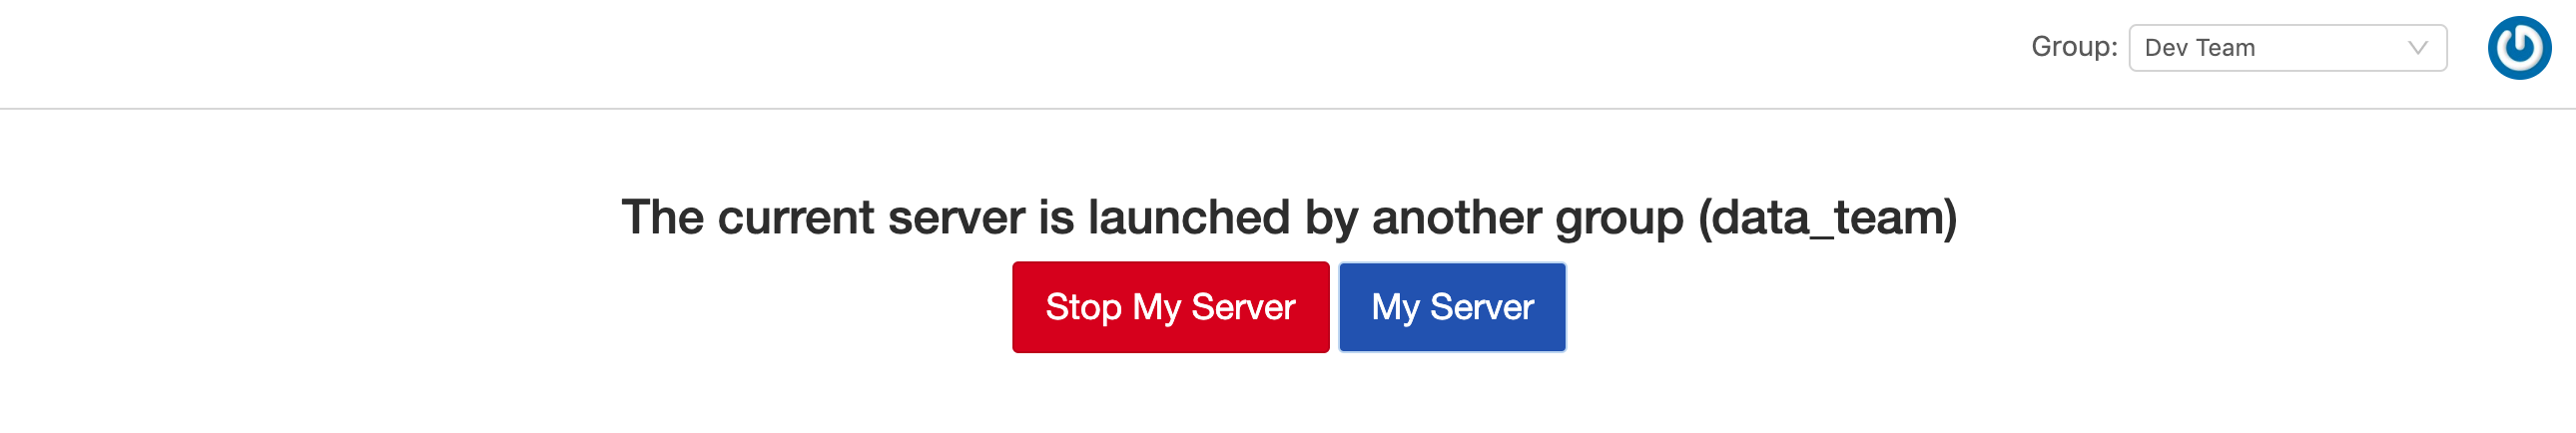 Group: Dev Team
The current server is launched by another group (data_team)
Stop My Server My Server